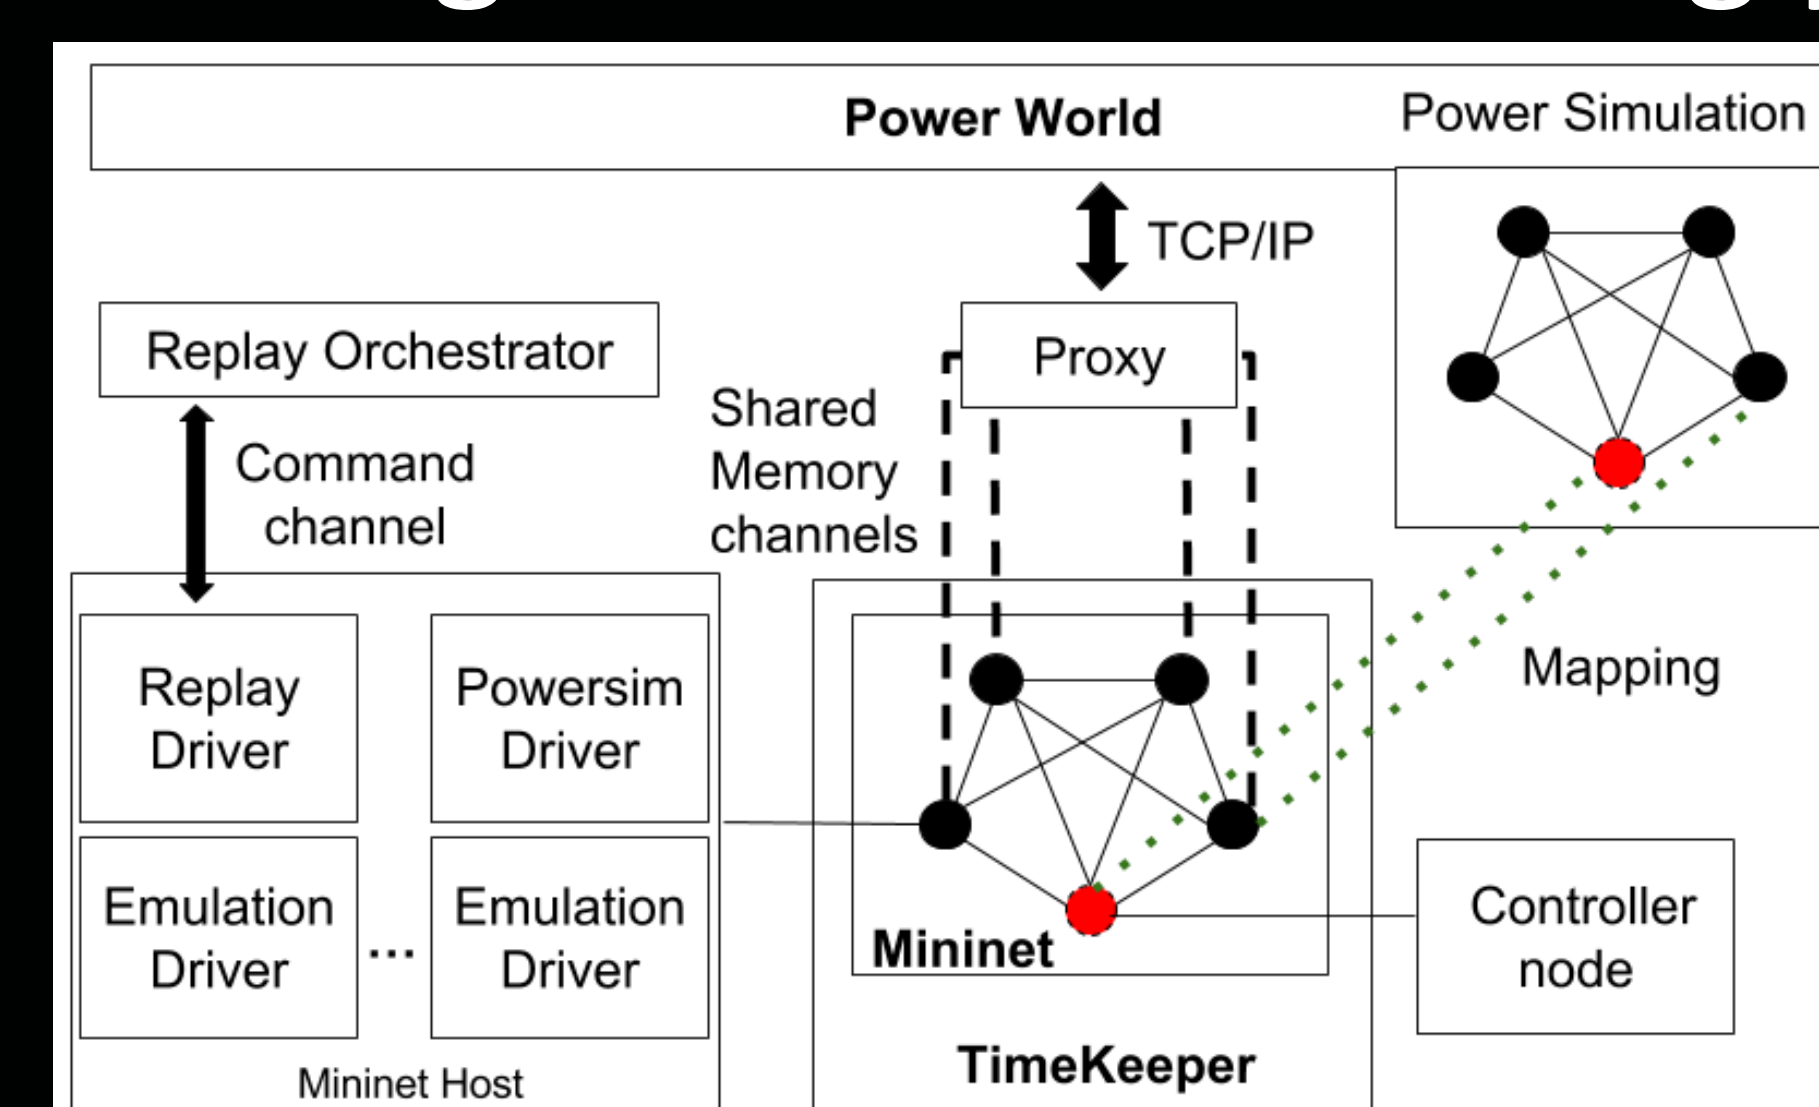 Power World
Power Simulation
TCP/IP
Replay Orchestrator
Proxy
Shared
Memory
channels
Command
channel
Mapping
Replay
Driver
Powersim
Driver
Emulation
Driver
...
Emulation
Driver
Mininet Host
Mininet
TimeKeeper
Controller
node